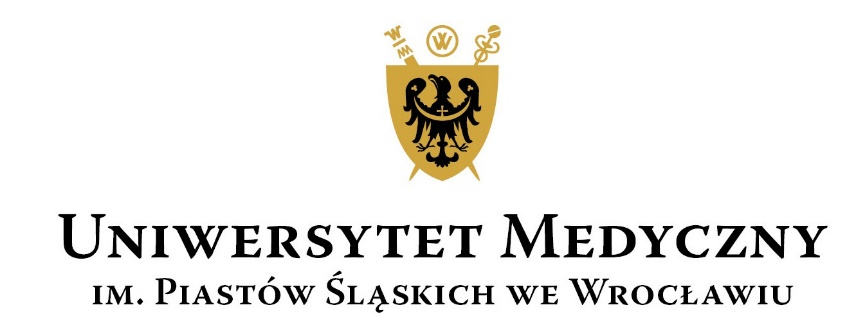 W
UNIWERSYTET MEDYCZNY
IM. PIASTÓW ŚLĄSKICH WE WROCŁAWIU